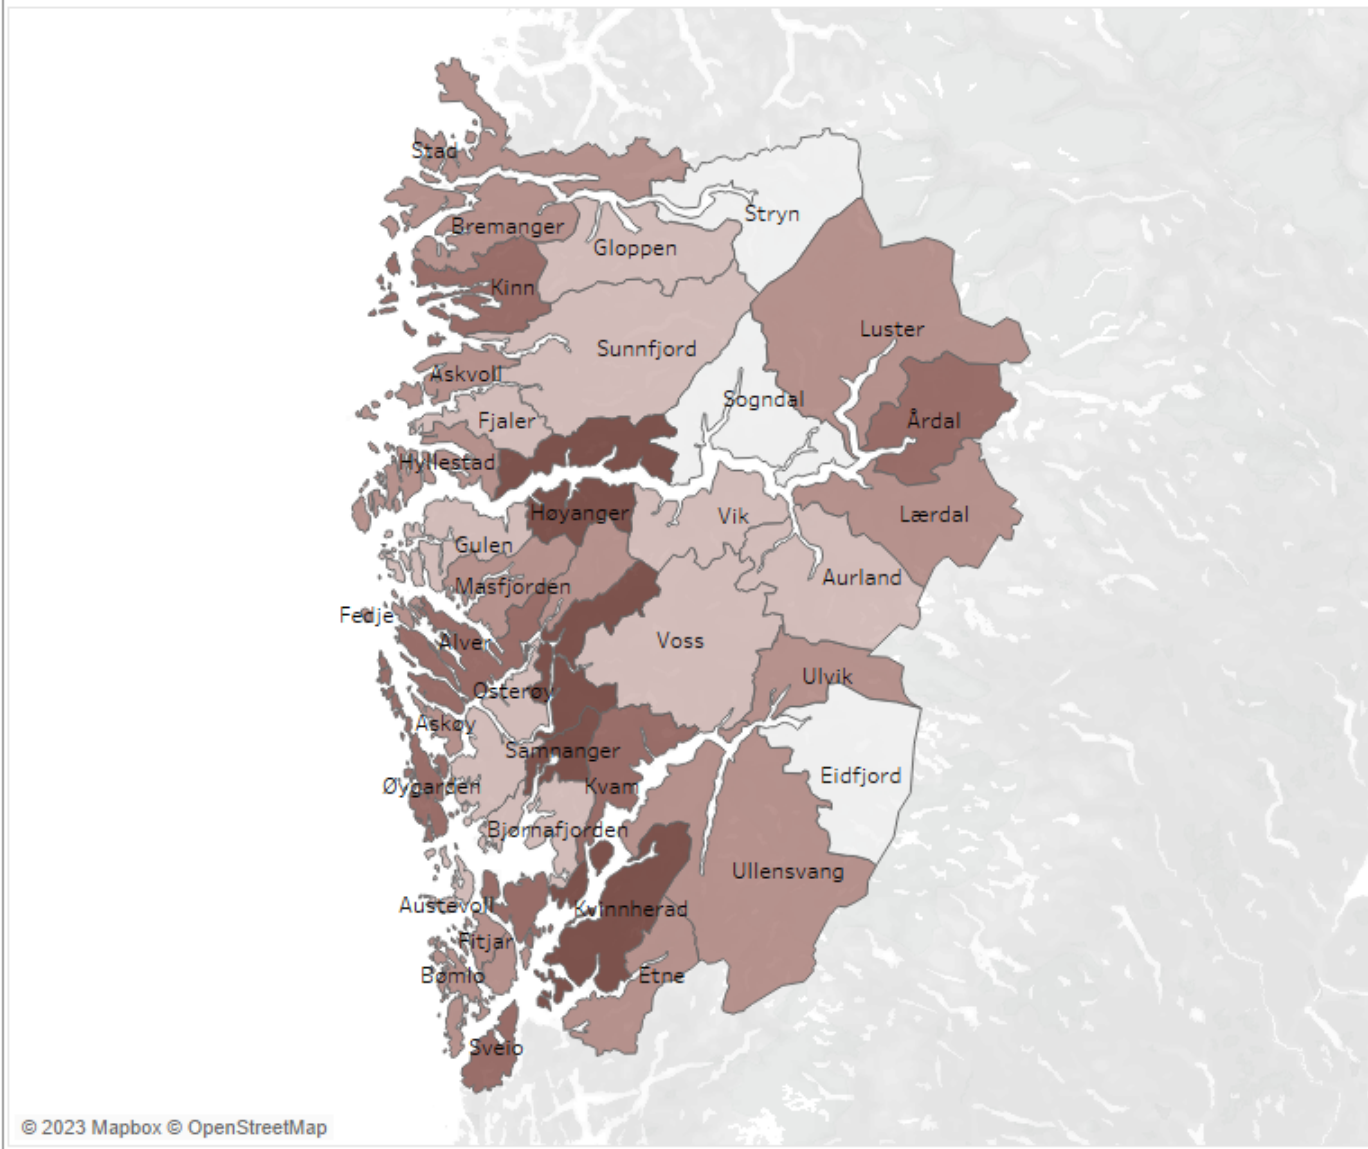 Stad
Stryn
Bremanger
Gloppen
Kinn
Luster
Sunnfjord
Askvoll
Sogndal
Årdal
Fjaler
Hyllestad
Høyanger
Vik
Lærdal
Gulen
Aurland
Masfjorden
Fedje
Alver
Voss
Ulvik
Osterøy
Askøy
Samnanger
Eidfjord
Øygarden
Kvam
Bjørnafjorden
Ullensvang
Austevoll
Kvinnherad
Fitjar
Bømlo
Etne
Sveio
© 2023 Mapbox © OpenStreetMap